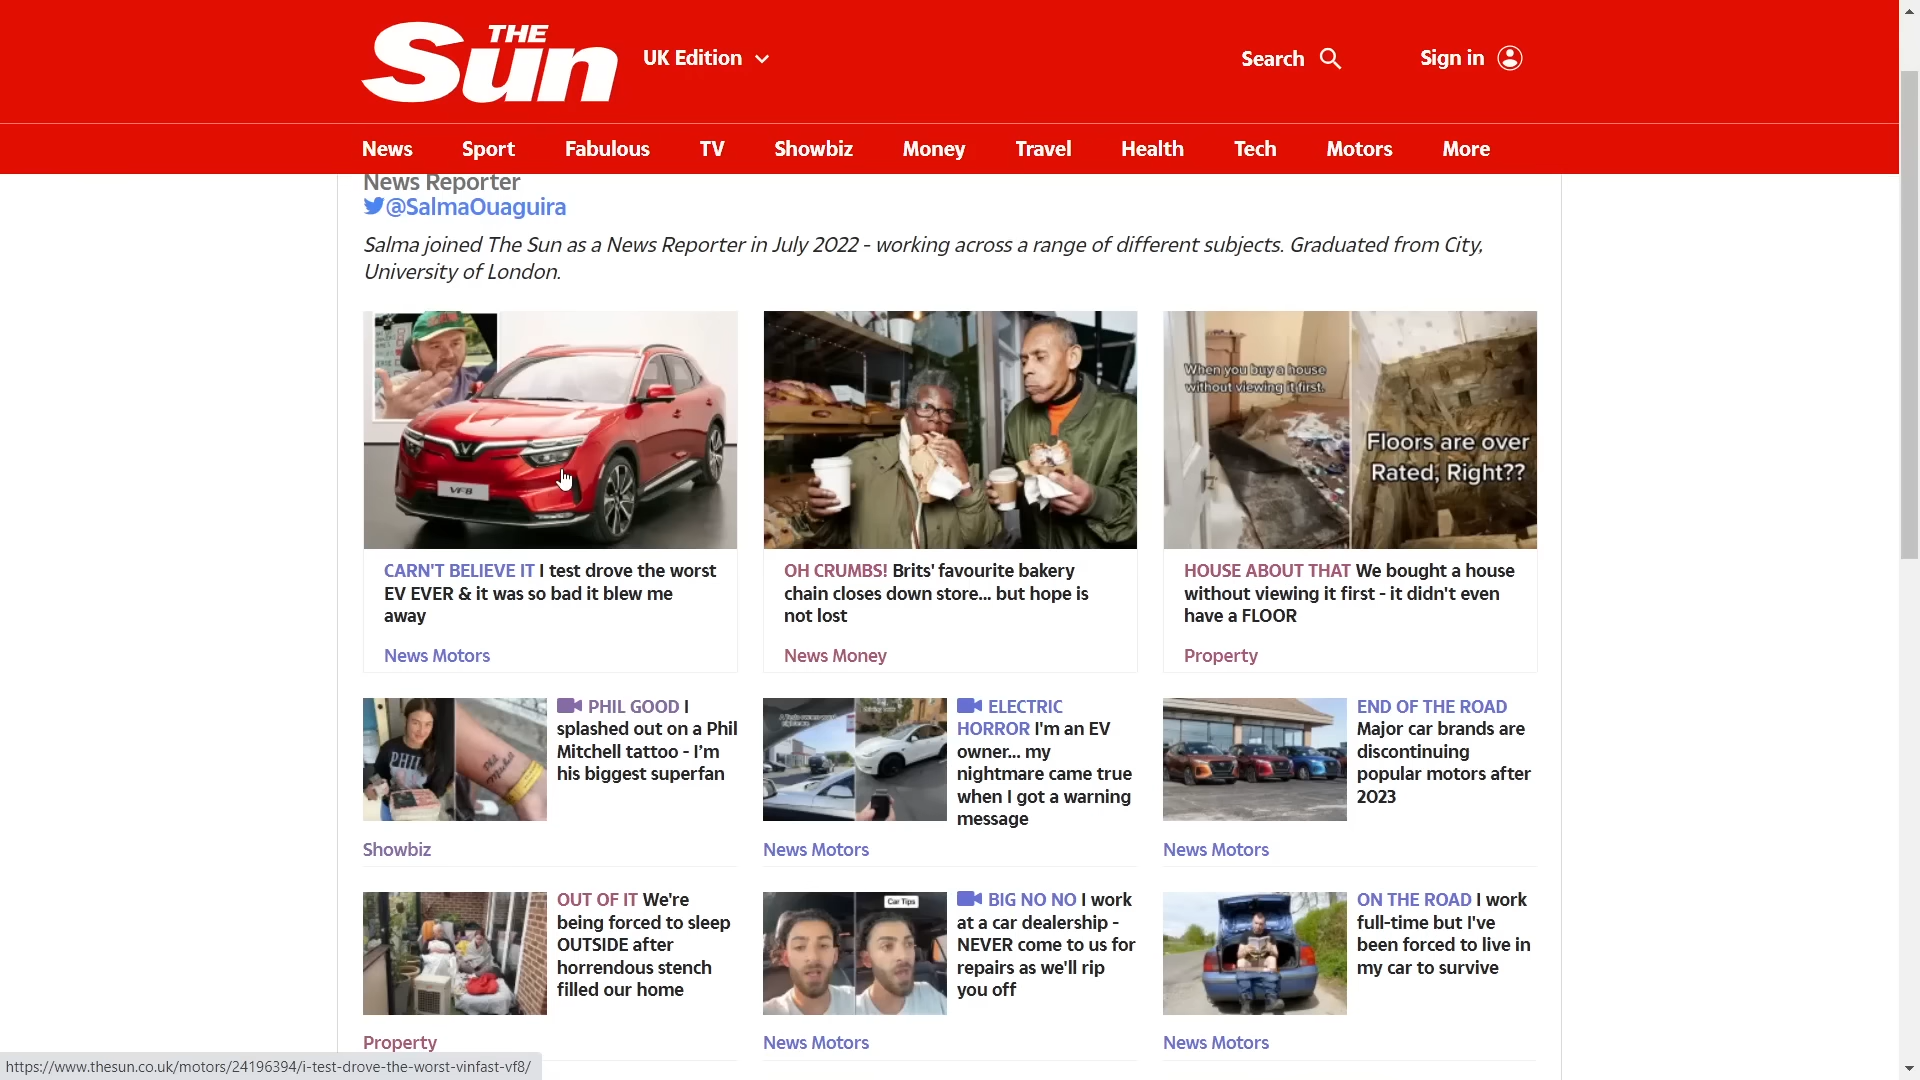 THE
Sun
UK Edition
Search
Sign in
News Sport Fabulous TV Showbiz Money Travel Health Tech Motors More
News Reporter
@SalmaOuaguira
Salma joined The Sun as a News Reporter in July 2022 - working across a range of different subjects. Graduated from City,
University of London.
VF8
When you buy a house
without viewing it first.
Floors are over
Rated, Right??
CARN'T BELIEVE IT I test drove the worst
EV EVER & it was so bad it blew me
away
News Motors
OH CRUMBS! Brits' favourite bakery
chain closes down store... but hope is
not lost
News Money
HOUSE ABOUT THAT We bought a house
without viewing it first - it didn't even
have a FLOOR
Property
PHIL
PHIL GOOD I
splashed out on a Phil
Mitchell tattoo - I'm
his biggest superfan
Showbiz
ELECTRIC
HORROR I'm an EV
owner... my
nightmare came true
when I got a warning
message
News Motors
END OF THE ROAD
Major car brands are
discontinuing
popular motors after
2023
News Motors
OUT OF IT We're
being forced to sleep
OUTSIDE after
horrendous stench
filled our home
Property
Car Tips
BIG NO NO I work
at a car dealership -
NEVER come to us for
repairs as we'll rip
you off
News Motors
ON THE ROAD I work
full-time but I've
been forced to live in
my car to survive
News Motors
https://www.thesun.co.uk/motors/24196394/i-test-drove-the-worst-vinfast-vf8/